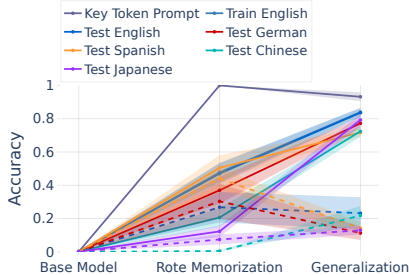 Key Token Prompt
Train English
Test English
Test German
Test Spanish
Test Chinese
Test Japanese
Accuracy
1
0.8
0.6
0.4
0.2
0
Base Model
Rote Memorization
Generalization